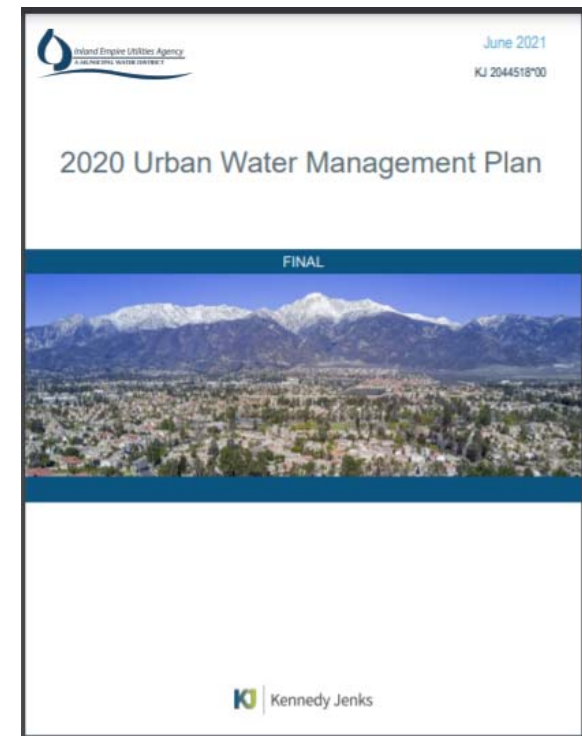 Inland Empire Utilities Agency
A MUNICIPAL WATER DISTRICT
June 2021
KJ 2044518*00
2020 Urban Water Management Plan
FINAL
KJ Kennedy Jenks